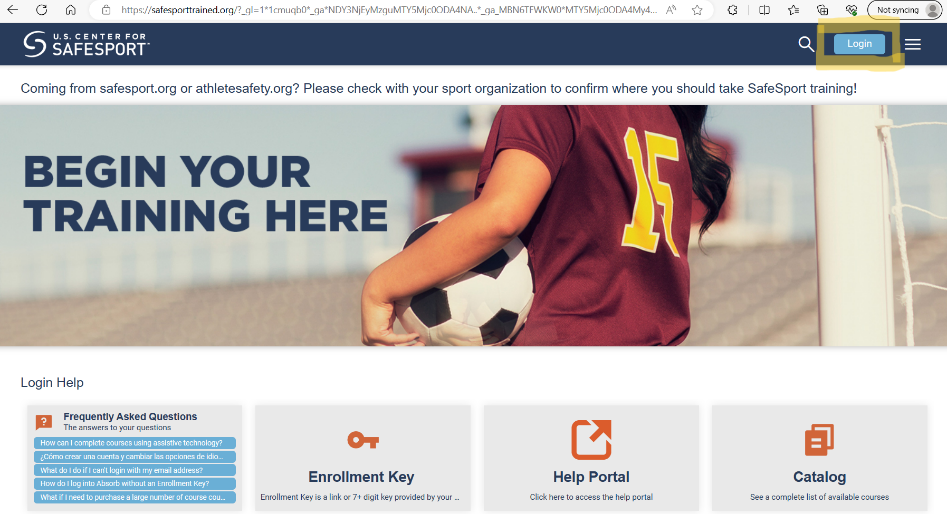 https://safesporttrained.org/?_gl=1*1cmuqb0*_ga*NDY3NjEyMzguMTY5Mjc0ODA4NA..*_ga_MBN6TFWKW0*MTY5Mjc0ODA4My4...
Not syncing
U.S. CENTER FOR
SAFESPORT
Login
Coming from safesport.org or athletesafety.org? Please check with your sport organization to confirm where you should take SafeSport training!
BEGIN YOUR
TRAINING HERE
15
Login Help
Frequently Asked Questions
The answers to your questions
How can I complete courses using assistive technology?
¿Cómo crear una cuenta y cambiar las opciones de idio...
What do I do if I can't login with my email address?
How do I log into Absorb without an Enrollment Key?
What if I need to purchase a large number of course cou...
Enrollment Key
Enrollment Key is a link or 7+ digit key provided by your ...
Help Portal
Click here to access the help portal
Catalog
See a complete list of available courses